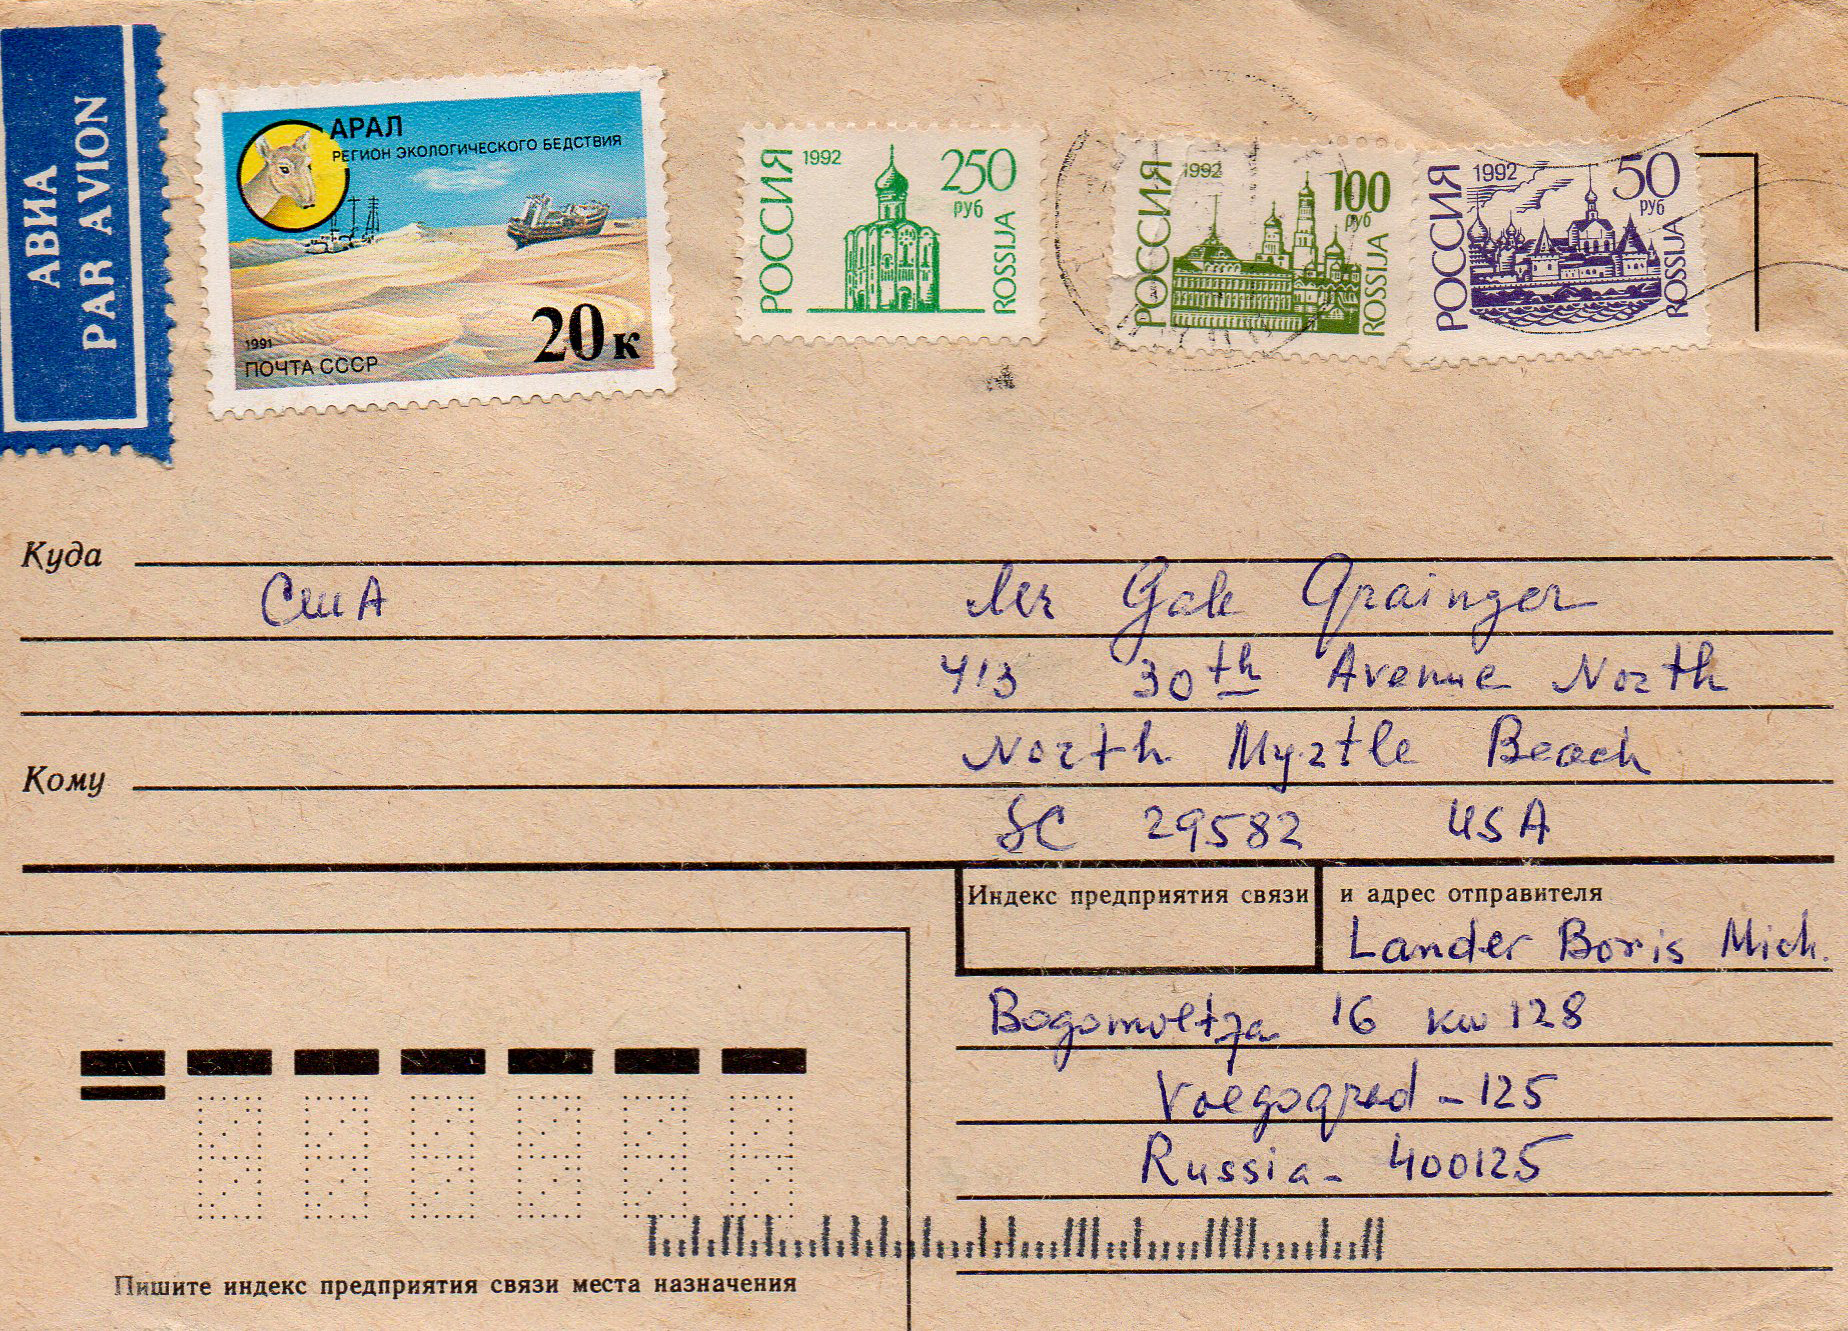 АВИА
PAR AVION
АРАЛ
РЕГИОН ЭКОЛОГИЧЕСКОГО БЕДСТВИЯ
1991
ПОЧТА СССР
20 к
РОССИЯ
1992
250
руб
ROSSIJA
РОССИЯ
1992
100
руб
ROSSIJA
РОССИЯ
1992
50
руб
ROSSIJA
Куда
США
Mr Gale Grainger
413 30th Avenue North
North Myrtle Beach
Кому
SC 29582 USA
Индекс предприятия связи и адрес отправителя
Lander Boris Mich.
Bogomoltza 16 кв 128
Volgograd - 125
Russia - 400125
Пишите индекс предприятия связи места назначения